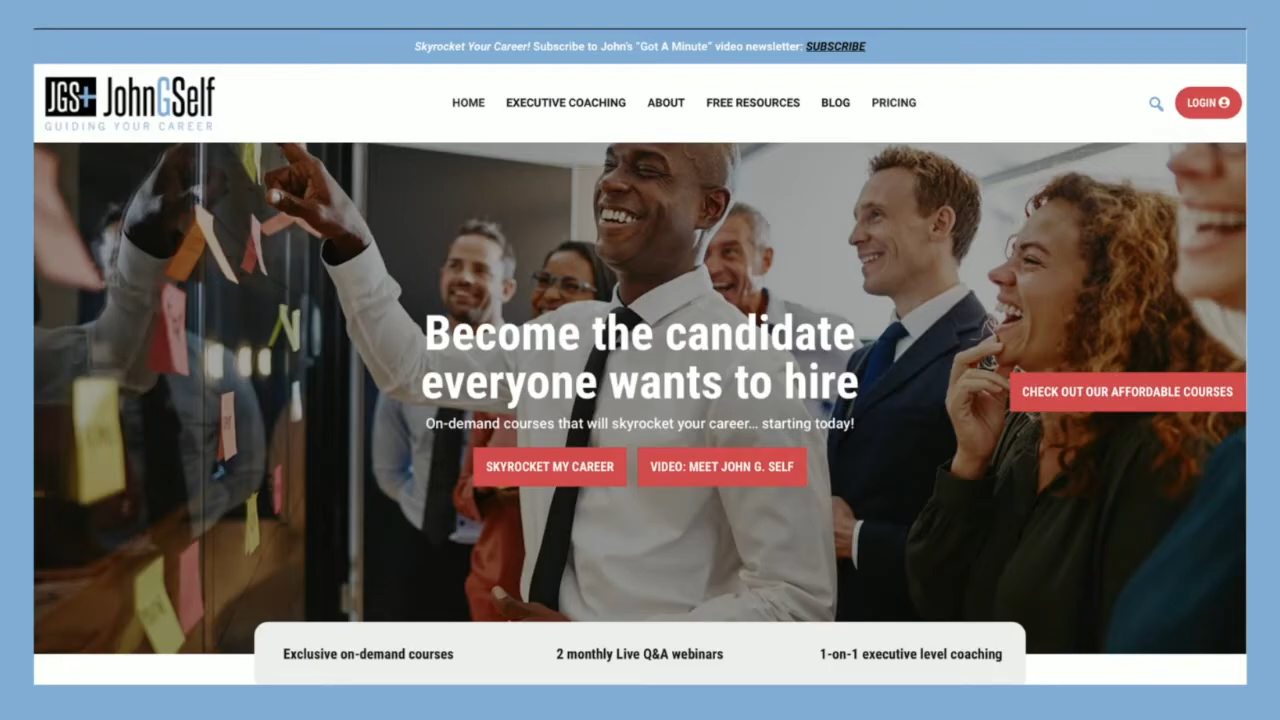 Skyrocket Your Career! Subscribe to John's "Got A Minute" video newsletter: SUBSCRIBE
JGS+ JohnGSelf
GUIDING YOUR CAREER
HOME EXECUTIVE COACHING ABOUT FREE RESOURCES BLOG PRICING
LOGIN
Become the candidate
everyone wants to hire
CHECK OUT OUR AFFORDABLE COURSES
On-demand courses that will skyrocket your career... starting today!
SKYROCKET MY CAREER VIDEO: MEET JOHN G. SELF
Exclusive on-demand courses 2 monthly Live Q&A webinars 1-on-1 executive level coaching